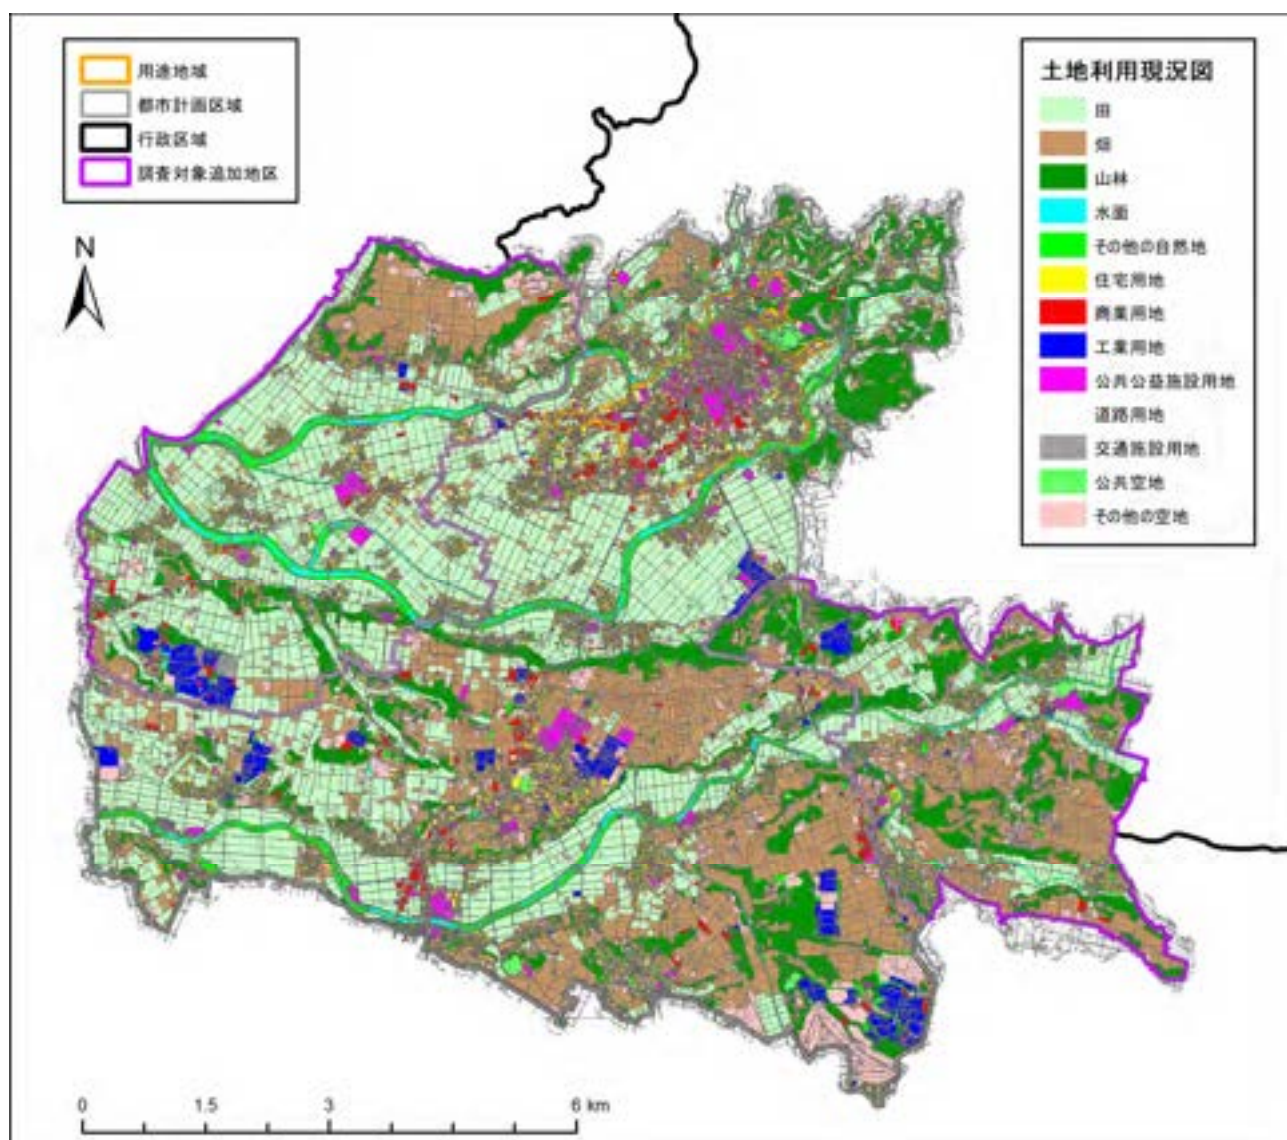 用途地域
都市計画区域
行政区域
調査対象追加地区
N
土地利用現況図
田
畑
山林
水面
その他の自然地
住宅用地
商業用地
工業用地
公共公益施設用地
道路用地
交通施設用地
公共空地
その他の空地
0 1.5 3 6 km